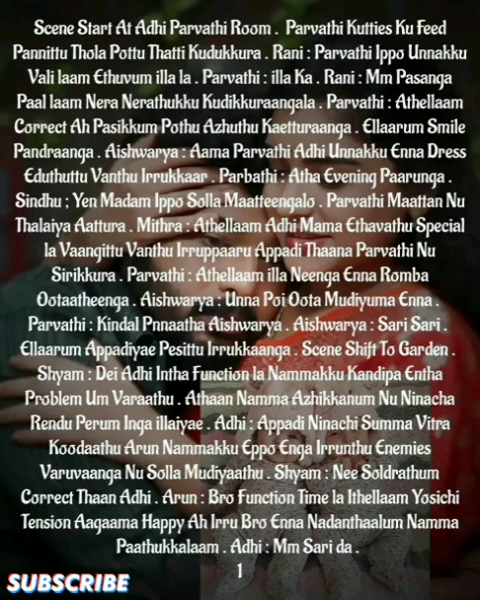 Scene Start At Adhi Parvathi Room . Parvathi Kutties Ku Feed
Pannittu Thola Pottu Thatti Kudukkura . Rani : Parvathi Ippo Unnakku
Vali laam Ethuvum illa la . Parvathi : illa Ka . Rani : Mm Pasanga
Paal laam Nera Nerathukku Kudikkuraangala . Parvathi : Athellaam
Correct Ah Pasikkum Pothu Azhuthu Kaetturaanga . Ellaarum Smile
Pandraanga . Aishwarya : Aama Parvathi Adhi Unnakku Enna Dress
Eduthuttu Vanthu Irrukkaar . Parbathi : Atha Evening Paarunga .
Sindhu ; Yen Madam Ippo Solla Maatteengalo . Parvathi Maattan Nu
Thalaiya Aattura . Mithra : Athellaam Adhi Mama Ethavathu Special
la Vaangittu Vanthu Irruppaaru Appadi Thaana Parvathi Nu
Sirikkura . Parvathi : Athellaam illa Neenga Enna Romba
Ootaatheenga . Aishwarya : Unna Poi Oota Mudiyuma Enna .
Parvathi : Kindal Pnnaatha Aishwarya . Aishwarya : Sari Sari .
Ellaarum Appadiyae Pesittu Irrukkaanga . Scene Shift To Garden .
Shyam : Dei Adhi Intha Function la Nammakku Kandipa Entha
Problem Um Varaathu . Athaan Namma Azhikkanum Nu Ninacha
Rendu Perum Inga illaiyae . Adhi : Appadi Ninachi Summa Vitra
Koodaathu Arun Nammakku Eppo Enga Irrunthu Enemies
Varuvaanga Nu Solla Mudiyaathu . Shyam : Nee Soldrathum
Correct Thaan Adhi . Arun : Bro Function Time la Ithellaam Yosichi
Tension Aagaama Happy Ah Irru Bro Enna Nadanthaalum Namma
Paathukkalaam . Adhi : Mm Sari da .
1
SUBSCRIBE